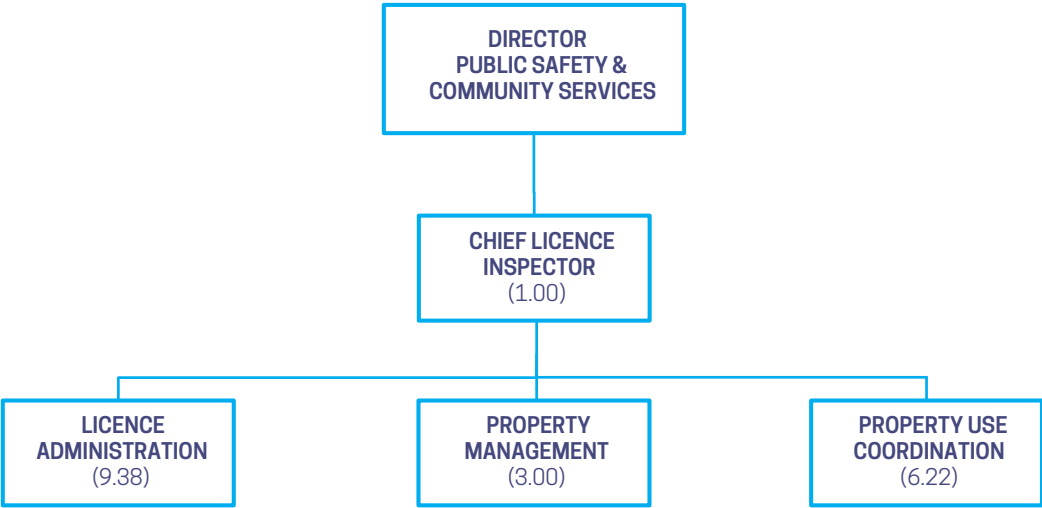 DIRECTOR
PUBLIC SAFETY &
COMMUNITY SERVICES
CHIEF LICENCE
INSPECTOR
(1.00)
LICENCE
ADMINISTRATION
(9.38)
PROPERTY
MANAGEMENT
(3.00)
PROPERTY USE
COORDINATION
(6.22)